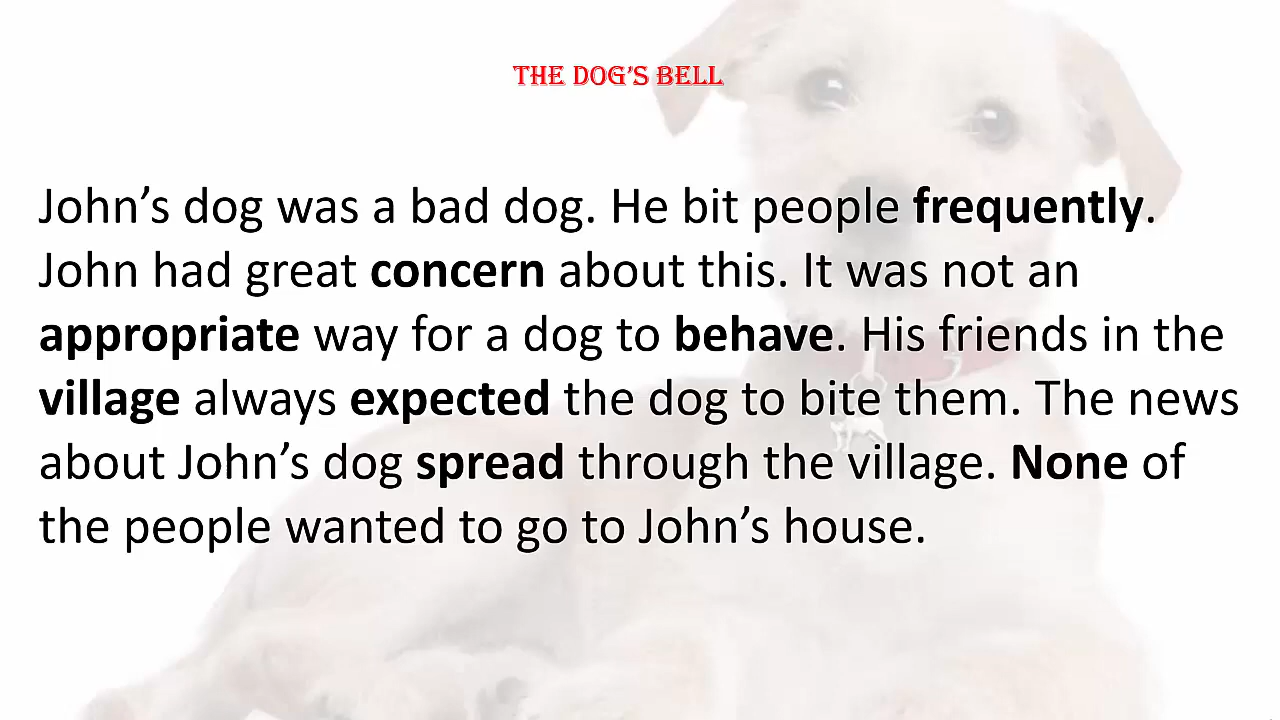 THE DOG’S BELL
John’s dog was a bad dog. He bit people frequently.
John had great concern about this. It was not an
appropriate way for a dog to behave. His friends in the
village always expected the dog to bite them. The news
about John’s dog spread through the village. None of
the people wanted to go to John’s house.